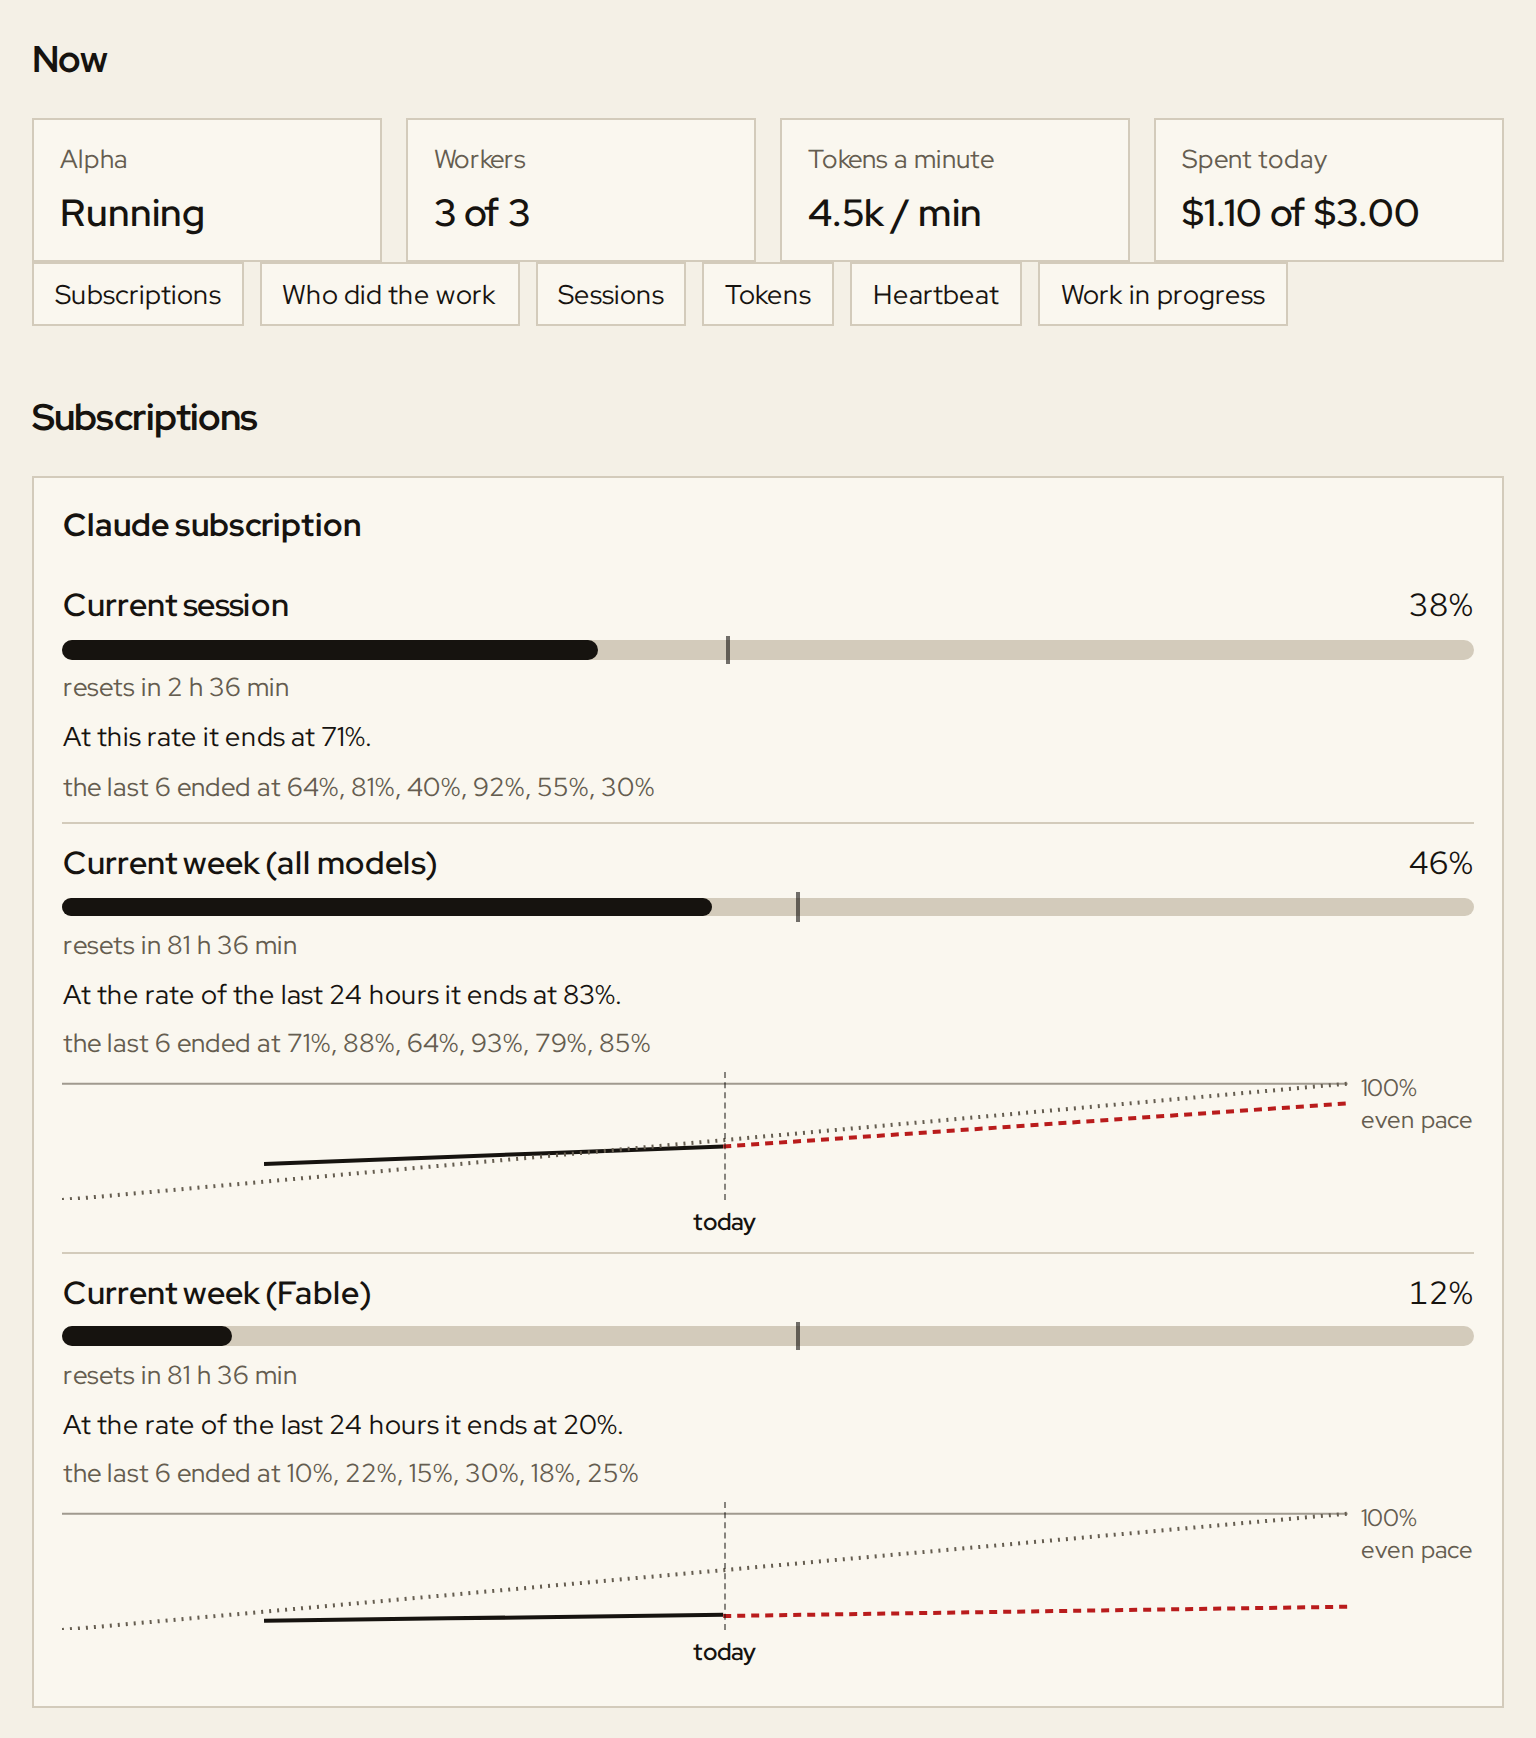 Now
Alpha
Running
Workers
3 of 3
Tokens a minute
4.5k / min
Spent today
$1.10 of $3.00
Subscriptions
Who did the work
Sessions
Tokens
Heartbeat
Work in progress
Subscriptions
Claude subscription
Current session
38%
resets in 2 h 36 min
At this rate it ends at 71%.
the last 6 ended at 64%, 81%, 40%, 92%, 55%, 30%
Current week (all models)
46%
resets in 81 h 36 min
At the rate of the last 24 hours it ends at 83%.
the last 6 ended at 71%, 88%, 64%, 93%, 79%, 85%
100%
even pace
today
Current week (Fable)
12%
resets in 81 h 36 min
At the rate of the last 24 hours it ends at 20%.
the last 6 ended at 10%, 22%, 15%, 30%, 18%, 25%
100%
even pace
today